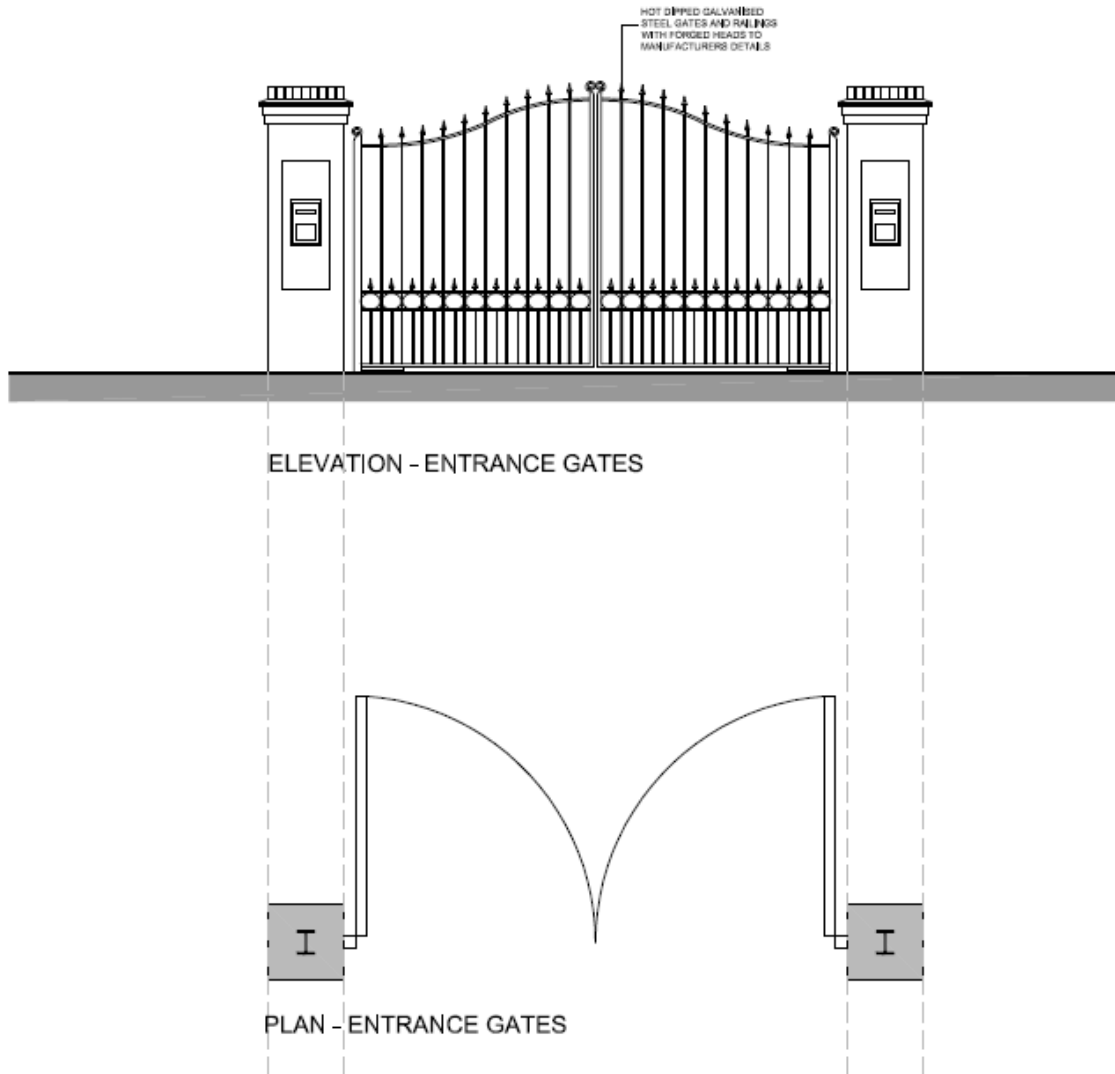 HOT DIPPED GALVANISED
STEEL GATES AND RAILINGS
WITH FORGED HEADS TO
MANUFACTURERS DETAILS
ELEVATION - ENTRANCE GATES
PLAN - ENTRANCE GATES